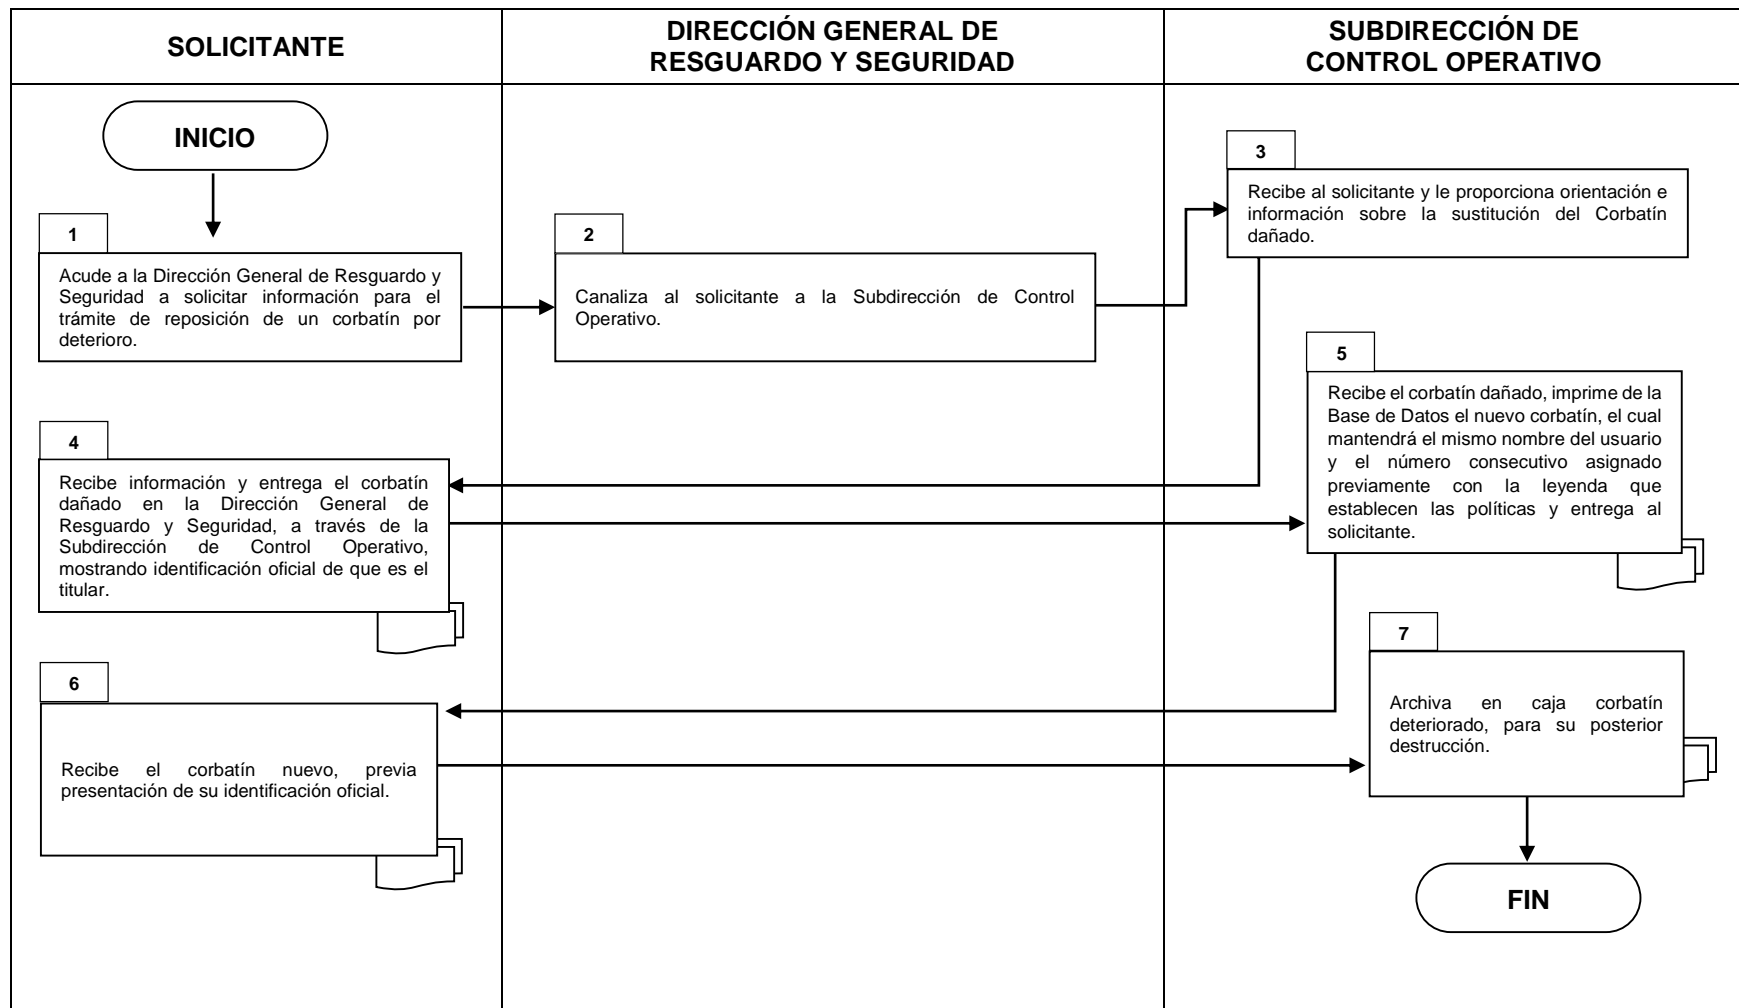 SOLICITANTE
DIRECCIÓN GENERAL DE
RESGUARDO Y SEGURIDAD
SUBDIRECCIÓN DE
CONTROL OPERATIVO
INICIO
1
Acude a la Dirección General de Resguardo y
Seguridad a solicitar información para el
trámite de reposición de un corbatín por
deterioro.
2
Canaliza al solicitante a la Subdirección de Control
Operativo.
3
Recibe al solicitante y le proporciona orientación e
información sobre la sustitución del Corbatín
dañado.
4
Recibe información y entrega el corbatín
dañado en la Dirección General de
Resguardo y Seguridad, a través de la
Subdirección de Control Operativo,
mostrando identificación oficial de que es el
titular.
5
Recibe el corbatín dañado, imprime de la
Base de Datos el nuevo corbatín, el cual
mantendrá el mismo nombre del usuario
y el número consecutivo asignado
previamente con la leyenda que
establecen las políticas y entrega al
solicitante.
6
Recibe el corbatín nuevo, previa
presentación de su identificación oficial.
7
Archiva en caja corbatín
deteriorado, para su posterior
destrucción.
FIN